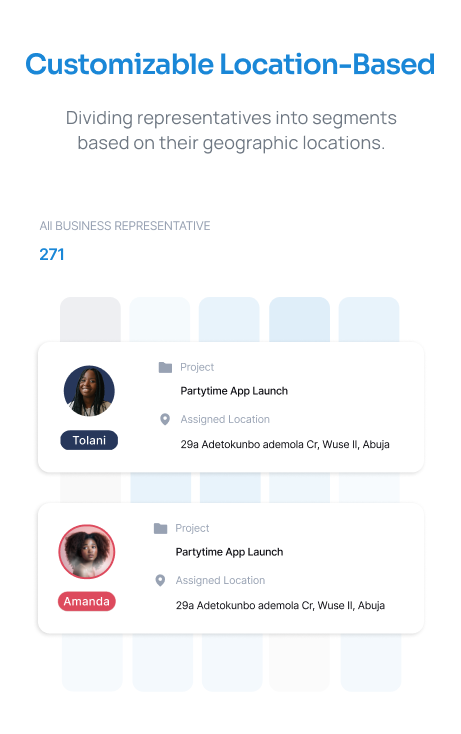 Customizable Location-Based
Dividing representatives into segments
based on their geographic locations.
All BUSINESS REPRESENTATIVE
271
Project
Partytime App Launch
Assigned Location
29a Adetokunbo ademola Cr, Wuse II, Abuja
Tolani
Project
Partytime App Launch
Assigned Location
29a Adetokunbo ademola Cr, Wuse II, Abuja
Amanda